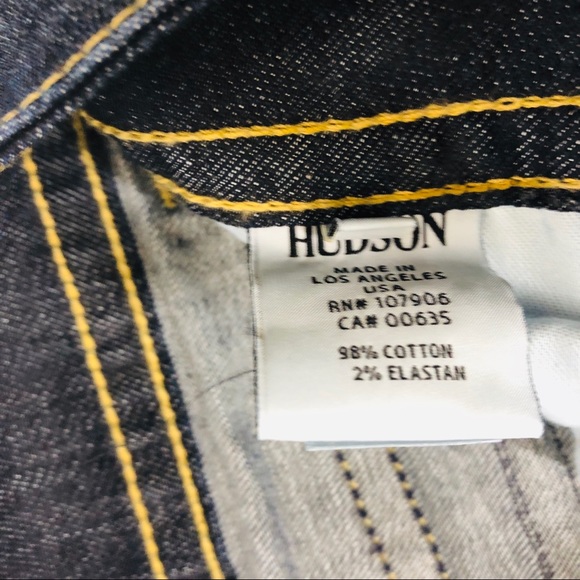 HUDSON
MADE IN
LOS ANGELES
USA
RN# 107906
CA# 00635
98% COTTON
2% ELASTAN